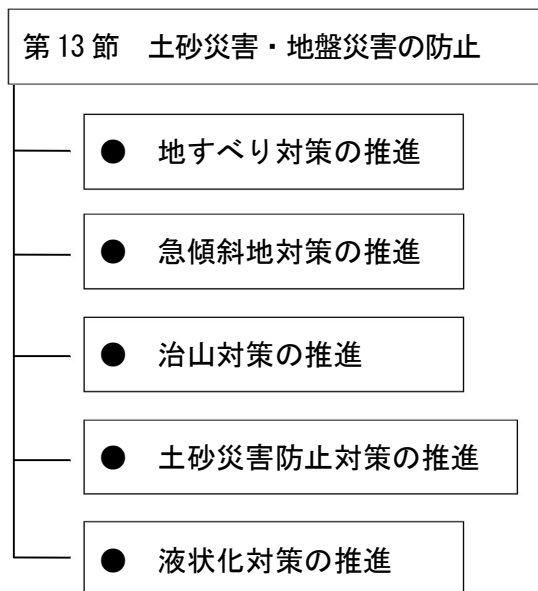 第13節　土砂災害・地盤災害の防止
●　地すべり対策の推進
●　急傾斜地対策の推進
●　治山対策の推進
●　土砂災害防止対策の推進
●　液状化対策の推進